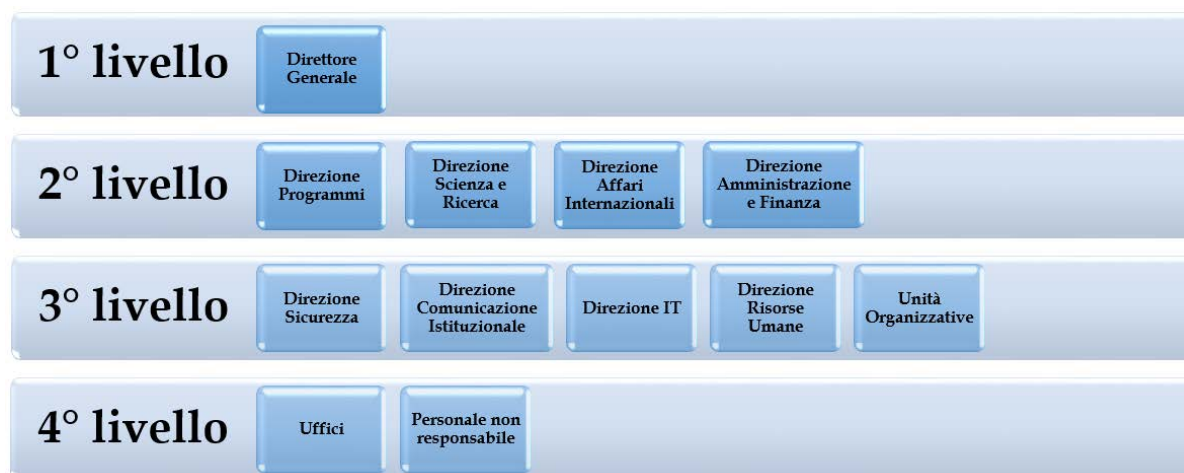 1° livello
Direttore
Generale
2° livello
Direzione
Programmi
Direzione
Scienza e
Ricerca
Direzione
Affari
Internazionali
Direzione
Amministrazione
e Finanza
3° livello
Direzione
Sicurezza
Direzione
Comunicazione
Istituzionale
Direzione IT
Direzione
Risorse
Umane
Unità
Organizzative
4° livello
Uffici
Personale non
responsabile